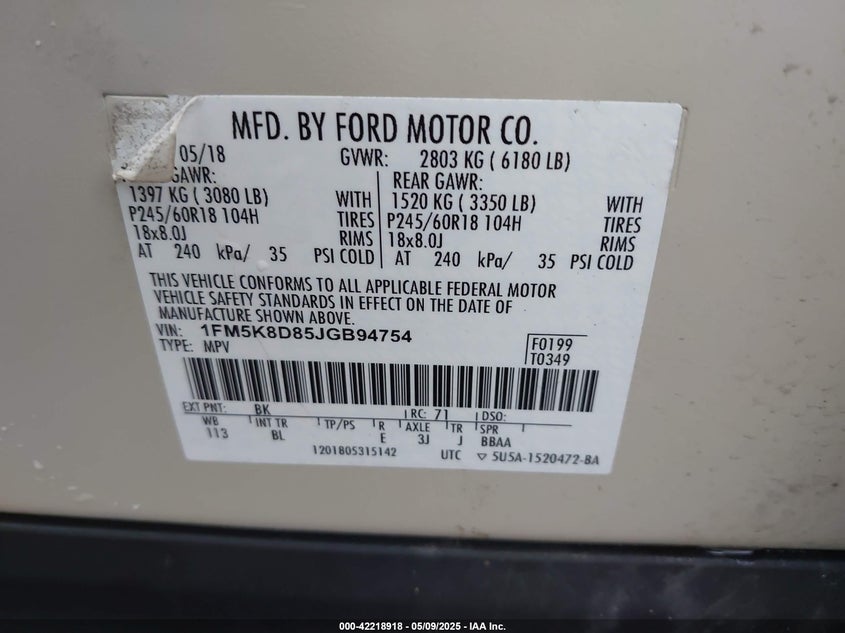 MFD. BY FORD MOTOR CO.
05/18 GVWR: 2803 KG ( 6180 LB)
GAWR: REAR GAWR:
1397 KG ( 3080 LB) WITH 1520 KG ( 3350 LB) WITH
P245/60R18 104H TIRES P245/60R18 104H TIRES
18x8.0J RIMS 18x8.0J RIMS
AT 240 kPa/ 35 PSI COLD AT 240 kPa/ 35 PSI COLD
THIS VEHICLE CONFORMS TO ALL APPLICABLE FEDERAL MOTOR
VEHICLE SAFETY STANDARDS IN EFFECT ON THE DATE OF
MANUFACTURE SHOWN ABOVE.
VIN: 1FM5K8D85JGB94754
TYPE: MPV
F0199
T0349
EXT PNT: BK RC: 71 DSO:
WB INT TR TP/PS R AXLE TR SPR
113 BL E 3J J BBAA
1201805315142 UTC ▽ 5U5A-1520472-BA
000-42218918 - 05/09/2025 - IAA Inc.